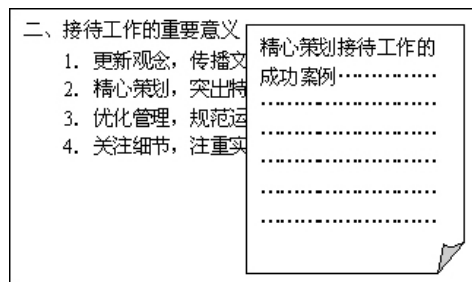 二、接待工作的重要意义
1. 更新观念，传播文
2. 精心策划，突出特
3. 优化管理，规范运
4. 关注细节，注重实
精心策划接待工作的
成功案例………………
………………………………
………………………………
………………………………
………………………………
………………………………